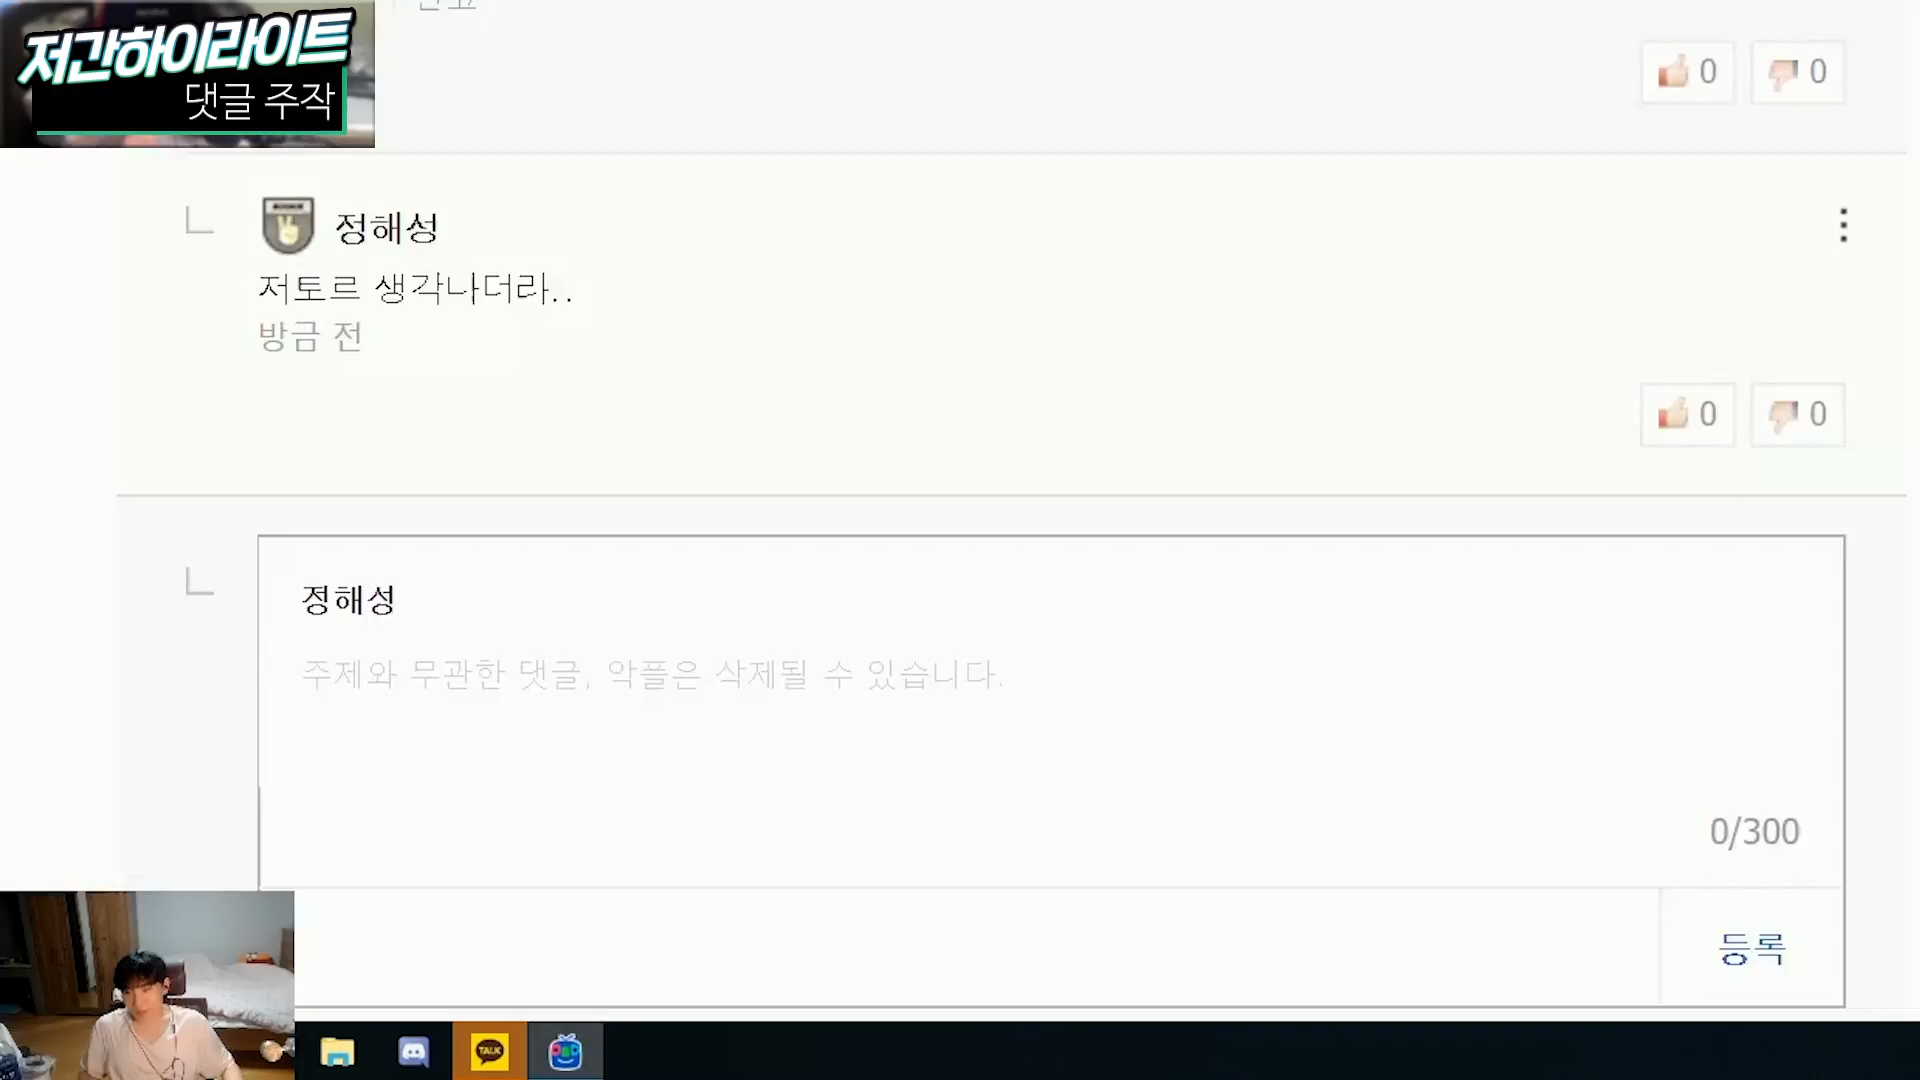 저간하이라이트
댓글 주작
0
0
정해성
저토르 생각나더라..
방금 전
0
0
정해성
주제와 무관한 댓글, 악플은 삭제될 수 있습니다.
0/300
등록
TALK